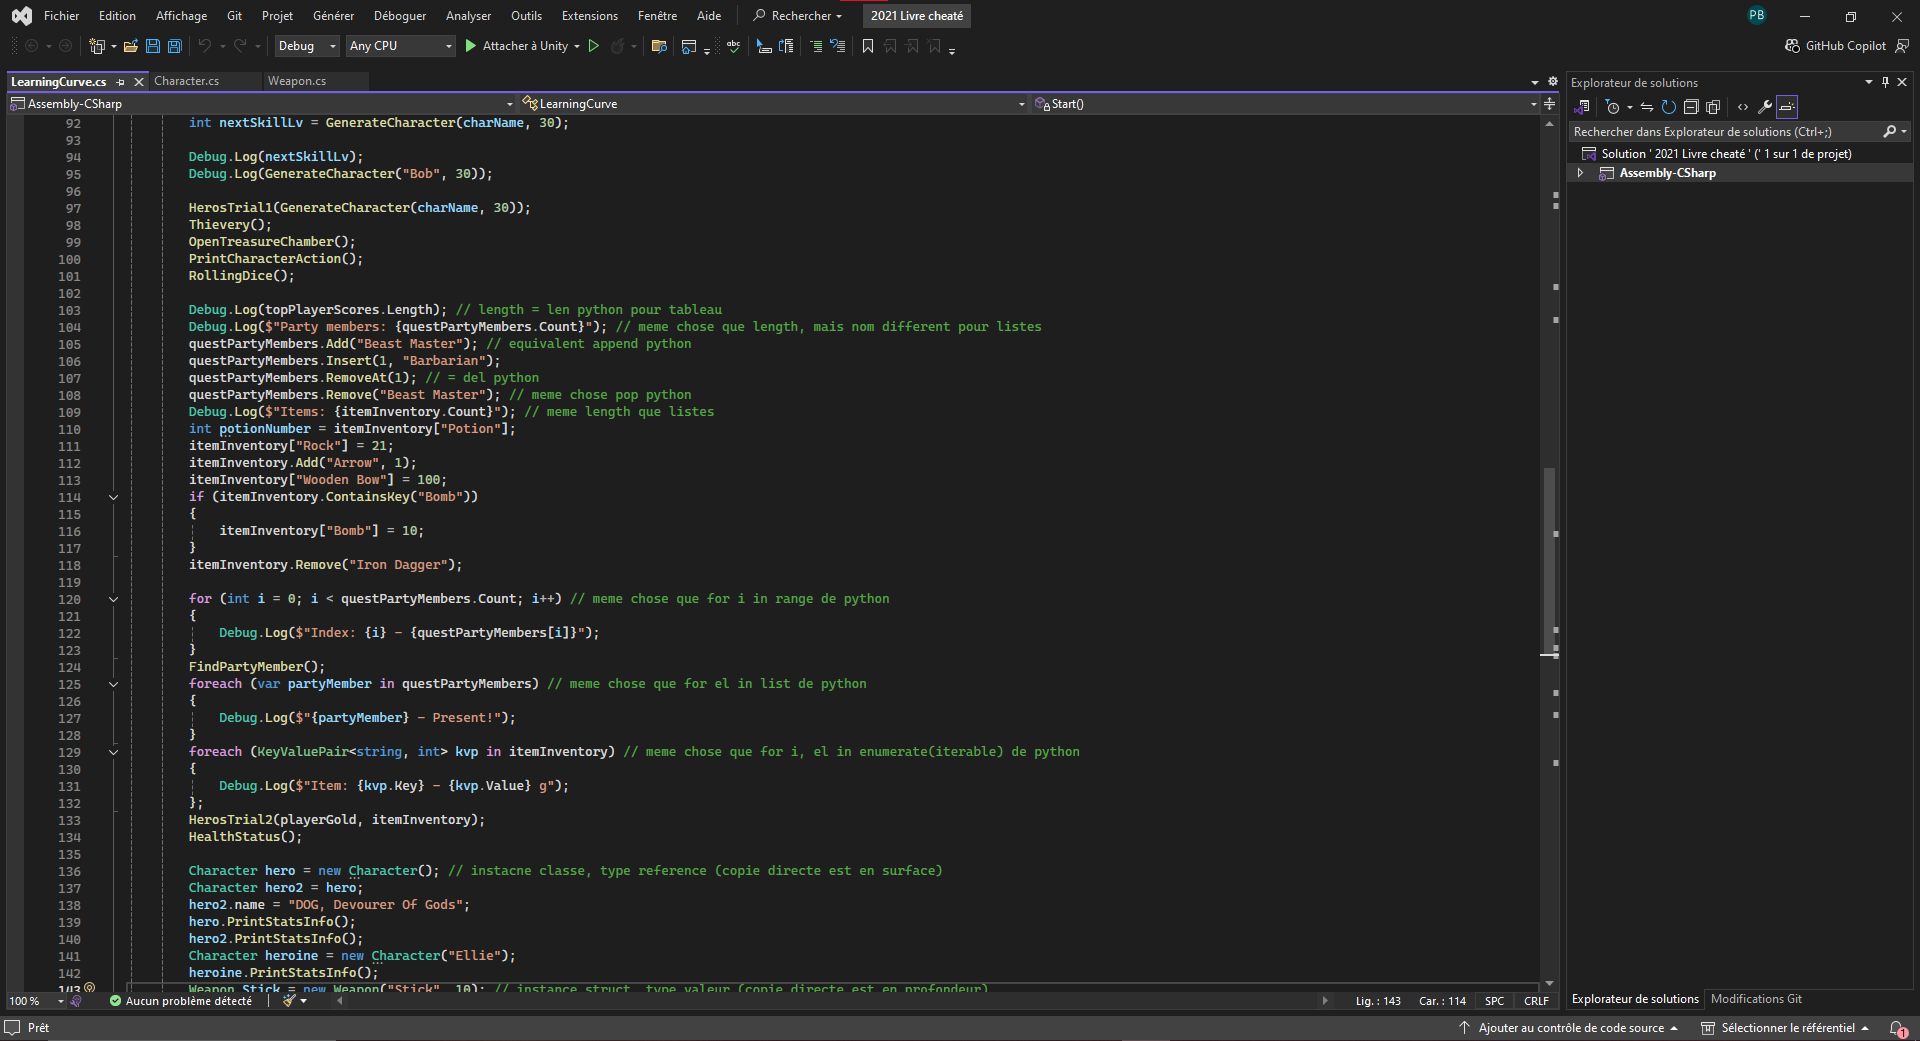 Fichier Edition Affichage Git Projet Générer Déboguer Analyser Outils Extensions Fenêtre Aide Rechercher 2021 Livre cheaté PB
Debug Any CPU Attacher à Unity GitHub Copilot
LearningCurve.cs Character.cs Weapon.cs
Assembly-CSharp LearningCurve Start()
92 int nextSkillLv = GenerateCharacter(charName, 30);
93
94 Debug.Log(nextSkillLv);
95 Debug.Log(GenerateCharacter("Bob", 30));
96
97 HerosTrial1(GenerateCharacter(charName, 30));
98 Thievery();
99 OpenTreasureChamber();
100 PrintCharacterAction();
101 RollingDice();
102
103 Debug.Log(topPlayerScores.Length); // length = len python pour tableau
104 Debug.Log($"Party members: {questPartyMembers.Count}"); // meme chose que length, mais nom different pour listes
105 questPartyMembers.Add("Beast Master"); // equivalent append python
106 questPartyMembers.Insert(1, "Barbarian");
107 questPartyMembers.RemoveAt(1); // = del python
108 questPartyMembers.Remove("Beast Master"); // meme chose pop python
109 Debug.Log($"Items: {itemInventory.Count}"); // meme length que listes
110 int potionNumber = itemInventory["Potion"];
111 itemInventory["Rock"] = 21;
112 itemInventory.Add("Arrow", 1);
113 itemInventory["Wooden Bow"] = 100;
114 if (itemInventory.ContainsKey("Bomb"))
115 {
116 itemInventory["Bomb"] = 10;
117 }
118 itemInventory.Remove("Iron Dagger");
119
120 for (int i = 0; i < questPartyMembers.Count; i++) // meme chose que for i in range de python
121 {
122 Debug.Log($"Index: {i} - {questPartyMembers[i]}");
123 }
124 FindPartyMember();
125 foreach (var partyMember in questPartyMembers) // meme chose que for el in list de python
126 {
127 Debug.Log($"{partyMember} - Present!");
128 }
129 foreach (KeyValuePair<string, int> kvp in itemInventory) // meme chose que for i, el in enumerate(iterable) de python
130 {
131 Debug.Log($"Item: {kvp.Key} - {kvp.Value} g");
132 };
133 HerosTrial2(playerGold, itemInventory);
134 HealthStatus();
135
136 Character hero = new Character(); // instacne classe, type reference (copie directe est en surface)
137 Character hero2 = hero;
138 hero2.name = "DOG, Devourer Of Gods";
139 hero.PrintStatsInfo();
140 hero2.PrintStatsInfo();
141 Character heroine = new Character("Ellie");
142 heroine.PrintStatsInfo();
143 Weapon Stick = new Weapon("Stick", 10); // instance struct, type valeur (copie directe est en profondeur)
100 % Aucun problème détecté Lig. : 143 Car. : 114 SPC CRLF
Explorateur de solutions
Rechercher dans Explorateur de solutions (Ctrl+;)
Solution ' 2021 Livre cheaté ' (' 1 sur 1 de projet)
Assembly-CSharp
Explorateur de solutions Modifications Git
Prêt Ajouter au contrôle de code source Sélectionner le référentiel 1